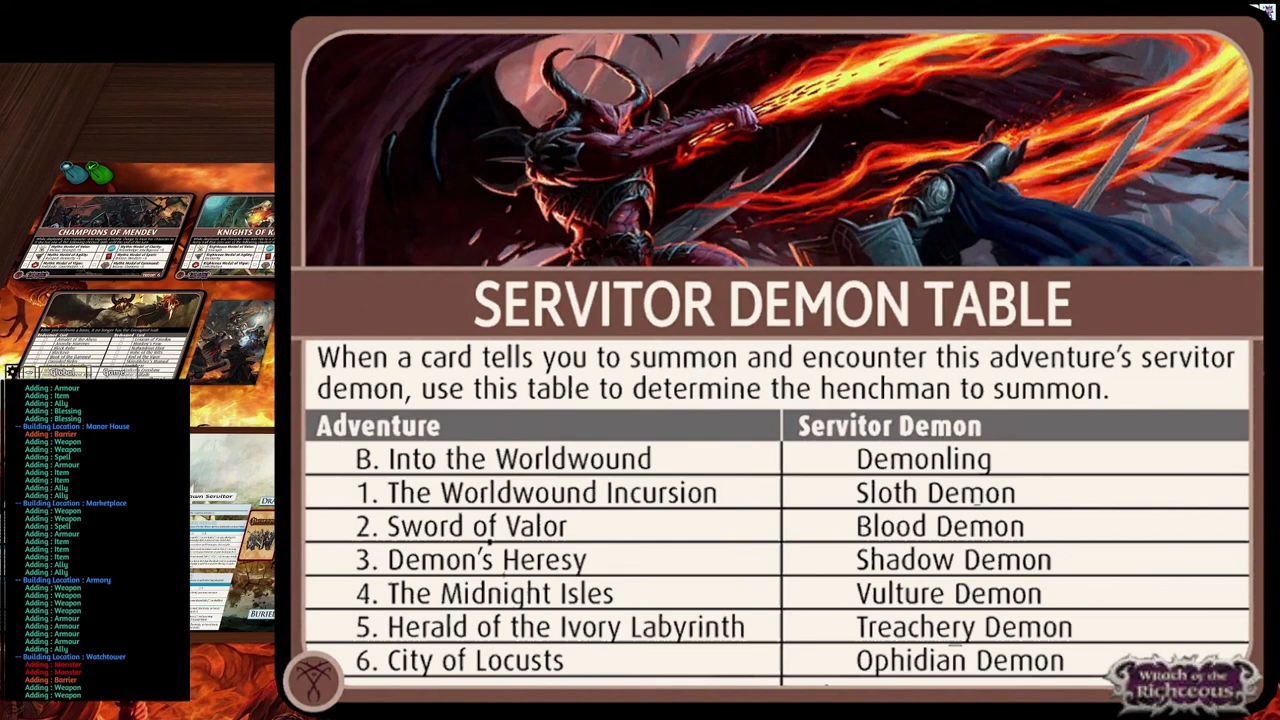 SERVITOR DEMON TABLE
When a card tells you to summon and encounter this adventure's servitor
demon, use this table to determine the henchman to summon.
Adventure Servitor Demon
B. Into the Worldwound Demonling
1. The Worldwound Incursion Sloth Demon
2. Sword of Valor Blood Demon
3. Demon's Heresy Shadow Demon
4. The Midnight Isles Vulture Demon
5. Herald of the Ivory Labyrinth Treachery Demon
6. City of Locusts Ophidian Demon
Wrath of the
Righteous
CHAMPIONS OF MENDEV
KNIGHTS OF K
Global
Game
Adding : Armour
Adding : Item
Adding : Ally
Adding : Blessing
Adding : Blessing
-- Building Location : Manor House
Adding : Barrier
Adding : Weapon
Adding : Weapon
Adding : Spell
Adding : Armour
Adding : Item
Adding : Item
Adding : Ally
Adding : Ally
-- Building Location : Marketplace
Adding : Weapon
Adding : Weapon
Adding : Spell
Adding : Armour
Adding : Item
Adding : Item
Adding : Item
Adding : Ally
Adding : Ally
-- Building Location : Armory
Adding : Weapon
Adding : Weapon
Adding : Weapon
Adding : Weapon
Adding : Armour
Adding : Armour
Adding : Armour
Adding : Armour
Adding : Ally
-- Building Location : Watchtower
Adding : Monster
Adding : Monster
Adding : Barrier
Adding : Weapon
Adding : Weapon
awn Servitor
DRA
BURIE